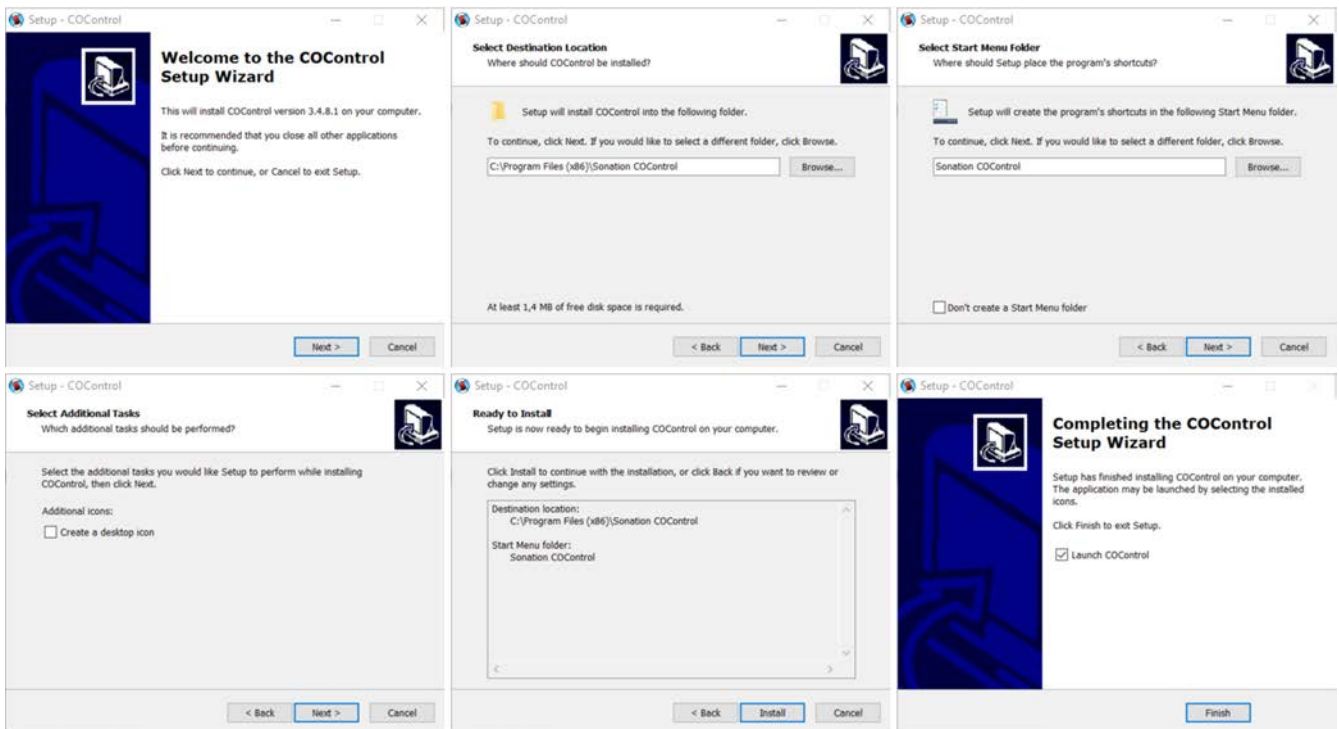 Setup - COControl
Welcome to the COControl
Setup Wizard
This will install COControl version 3.4.8.1 on your computer.
It is recommended that you close all other applications
before continuing.
Click Next to continue, or Cancel to exit Setup.
Next >
Cancel
Setup - COControl
Select Destination Location
Where should COControl be installed?
Setup will install COControl into the following folder.
To continue, click Next. If you would like to select a different folder, click Browse.
C:\Program Files (x86)\Sonation COControl
Browse...
At least 1,4 MB of free disk space is required.
< Back
Next >
Cancel
Setup - COControl
Select Start Menu Folder
Where should Setup place the program's shortcuts?
Setup will create the program's shortcuts in the following Start Menu folder.
To continue, click Next. If you would like to select a different folder, click Browse.
Sonation COControl
Browse...
Don't create a Start Menu folder
< Back
Next >
Cancel
Setup - COControl
Select Additional Tasks
Which additional tasks should be performed?
Select the additional tasks you would like Setup to perform while installing
COControl, then click Next.
Additional icons:
Create a desktop icon
< Back
Next >
Cancel
Setup - COControl
Ready to Install
Setup is now ready to begin installing COControl on your computer.
Click Install to continue with the installation, or click Back if you want to review or
change any settings.
Destination location:
C:\Program Files (x86)\Sonation COControl
Start Menu folder:
Sonation COControl
< Back
Install
Cancel
Setup - COControl
Completing the COControl
Setup Wizard
Setup has finished installing COControl on your computer.
The application may be launched by selecting the installed
icons.
Click Finish to exit Setup.
Launch COControl
Finish